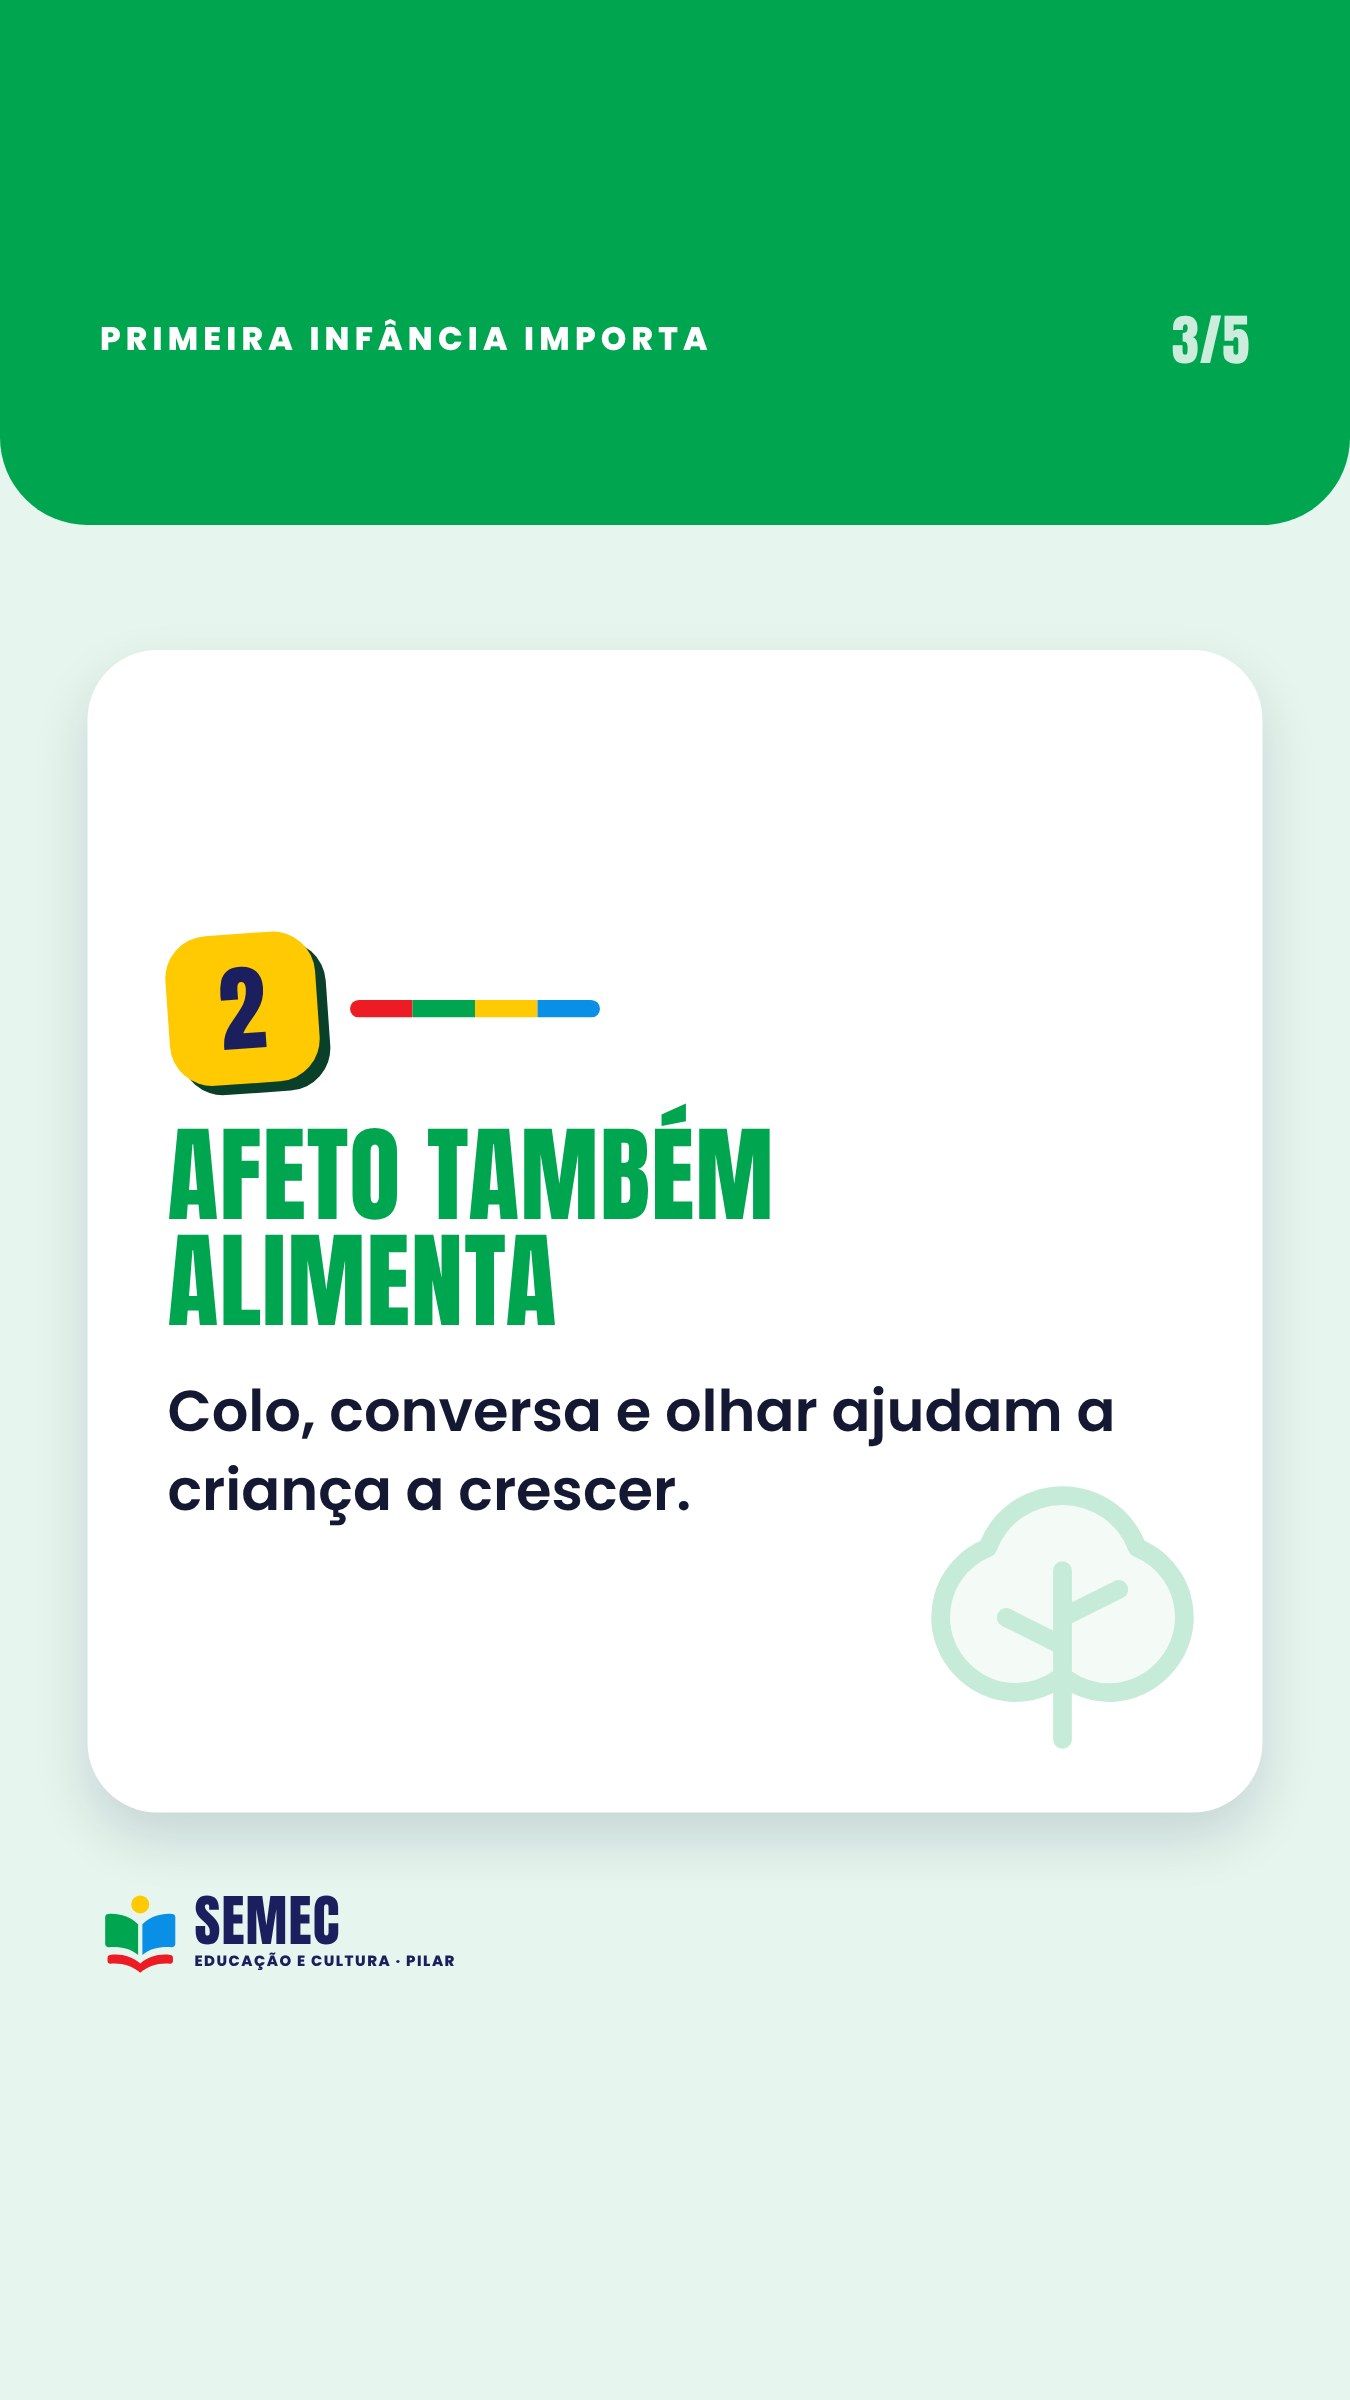 PRIMEIRA INFÂNCIA IMPORTA
3/5
2
AFETO TAMBÉM
ALIMENTA
Colo, conversa e olhar ajudam a
criança a crescer.
SEMEC
EDUCAÇÃO E CULTURA · PILAR